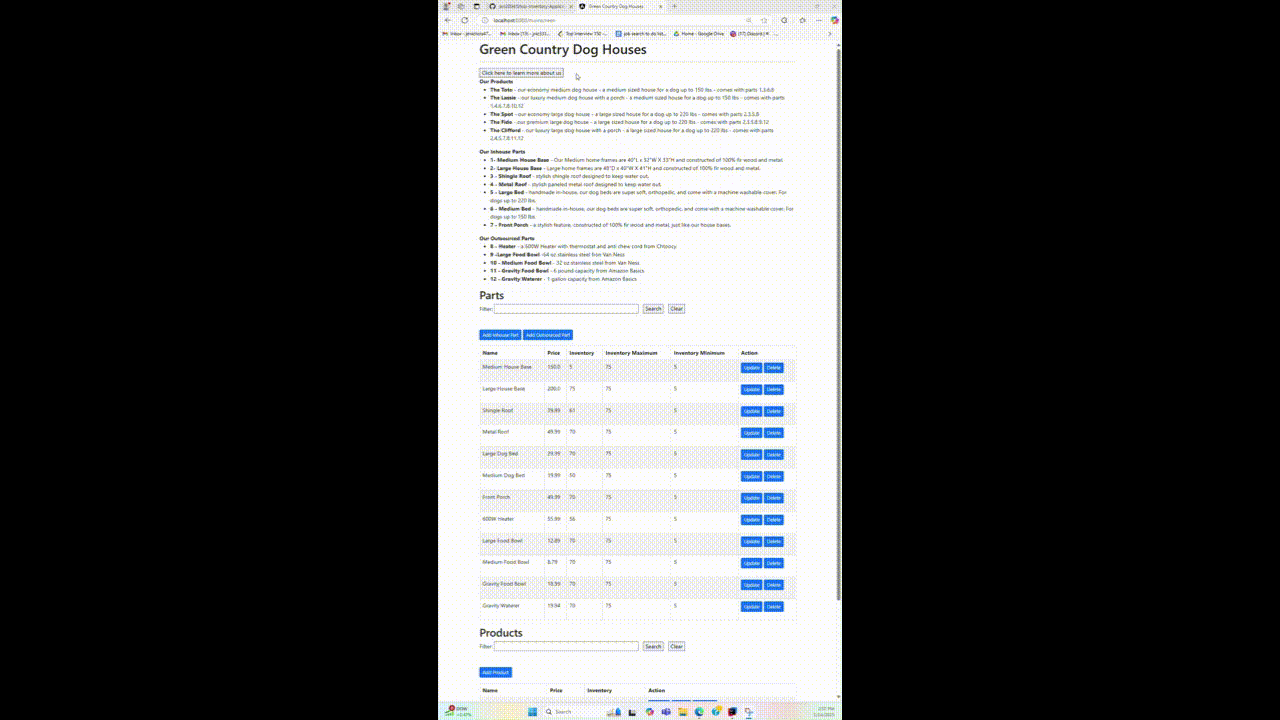 Green Country Dog Houses
localhost:8080/mainscreen
Top Interview 150 -...
job search to do list...
Home - Google Drive
Green Country Dog Houses
Click here to learn more about us
Our Products
The Toto - our economy medium dog house - a medium sized house for a dog up to 150 lbs - comes with parts 1,3,6,8
The Lassie - our luxury medium dog house with a porch - a medium sized house for a dog up to 150 lbs - comes with parts
1,4,6,7,8,10,12
The Spot - our economy large dog house - a large sized house for a dog up to 220 lbs - comes with parts 2,3,5,8
The Fido - our premium large dog house - a large sized house for a dog up to 220 lbs - comes with parts 2,3,5,8,9,12
The Clifford - our luxury large dog house with a porch - a large sized house for a dog up to 220 lbs - comes with parts
2,4,5,7,8,11,12
Our Inhouse Parts
1- Medium House Base - Our Medium home frames are 40"L x 32"W X 33"H and constructed of 100% fir wood and metal.
2- Large House Base - Large home frames are 49"D x 40"W X 41"H and constructed of 100% fir wood and metal.
3 - Shingle Roof - stylish shingle roof designed to keep water out.
4 - Metal Roof - stylish paneled metal roof designed to keep water out.
5 - Large Bed - handmade in-house, our dog beds are super soft, orthopedic, and come with a machine-washable cover. For
dogs up to 220 lbs.
6 - Medium Bed - handmade in-house, our dog beds are super soft, orthopedic, and come with a machine-washable cover. For
dogs up to 150 lbs.
7 - Front Porch - a stylish feature, constructed of 100% fir wood and metal, just like our house bases.
Our Outsourced Parts
8 - Heater - a 500W Heater with thermostat and anti chew cord from
9 -Large Food Bowl -64 oz stainless steel from Van Ness
10 - Medium Food Bowl - 32 oz stainless steel from Van Ness
11 - Gravity Food Bowl - 6 pound capacity from Amazon Basics
12 - Gravity Waterer - 1 gallon capacity from Amazon Basics
Parts
Filter: Search Clear
Add Inhouse Part Add Outsourced Part
Name Price Inventory Inventory Maximum Inventory Minimum Action
Medium House Base 150.0 5 75 5 Update Delete
Large House Base 200.0 75 75 5 Update Delete
Shingle Roof 39.99 61 75 5 Update Delete
Metal Roof 49.99 70 75 5 Update Delete
Large Dog Bed 29.99 70 75 5 Update Delete
Medium Dog Bed 19.99 50 75 5 Update Delete
Front Porch 49.99 70 75 5 Update Delete
600W Heater 55.99 56 75 5 Update Delete
Large Food Bowl 12.89 70 75 5 Update Delete
Medium Food Bowl 8.79 70 75 5 Update Delete
Gravity Food Bowl 18.99 70 75 5 Update Delete
Gravity Waterer 19.94 70 75 5 Update Delete
Products
Filter: Search Clear
Add Product
Name Price Inventory Action
Search